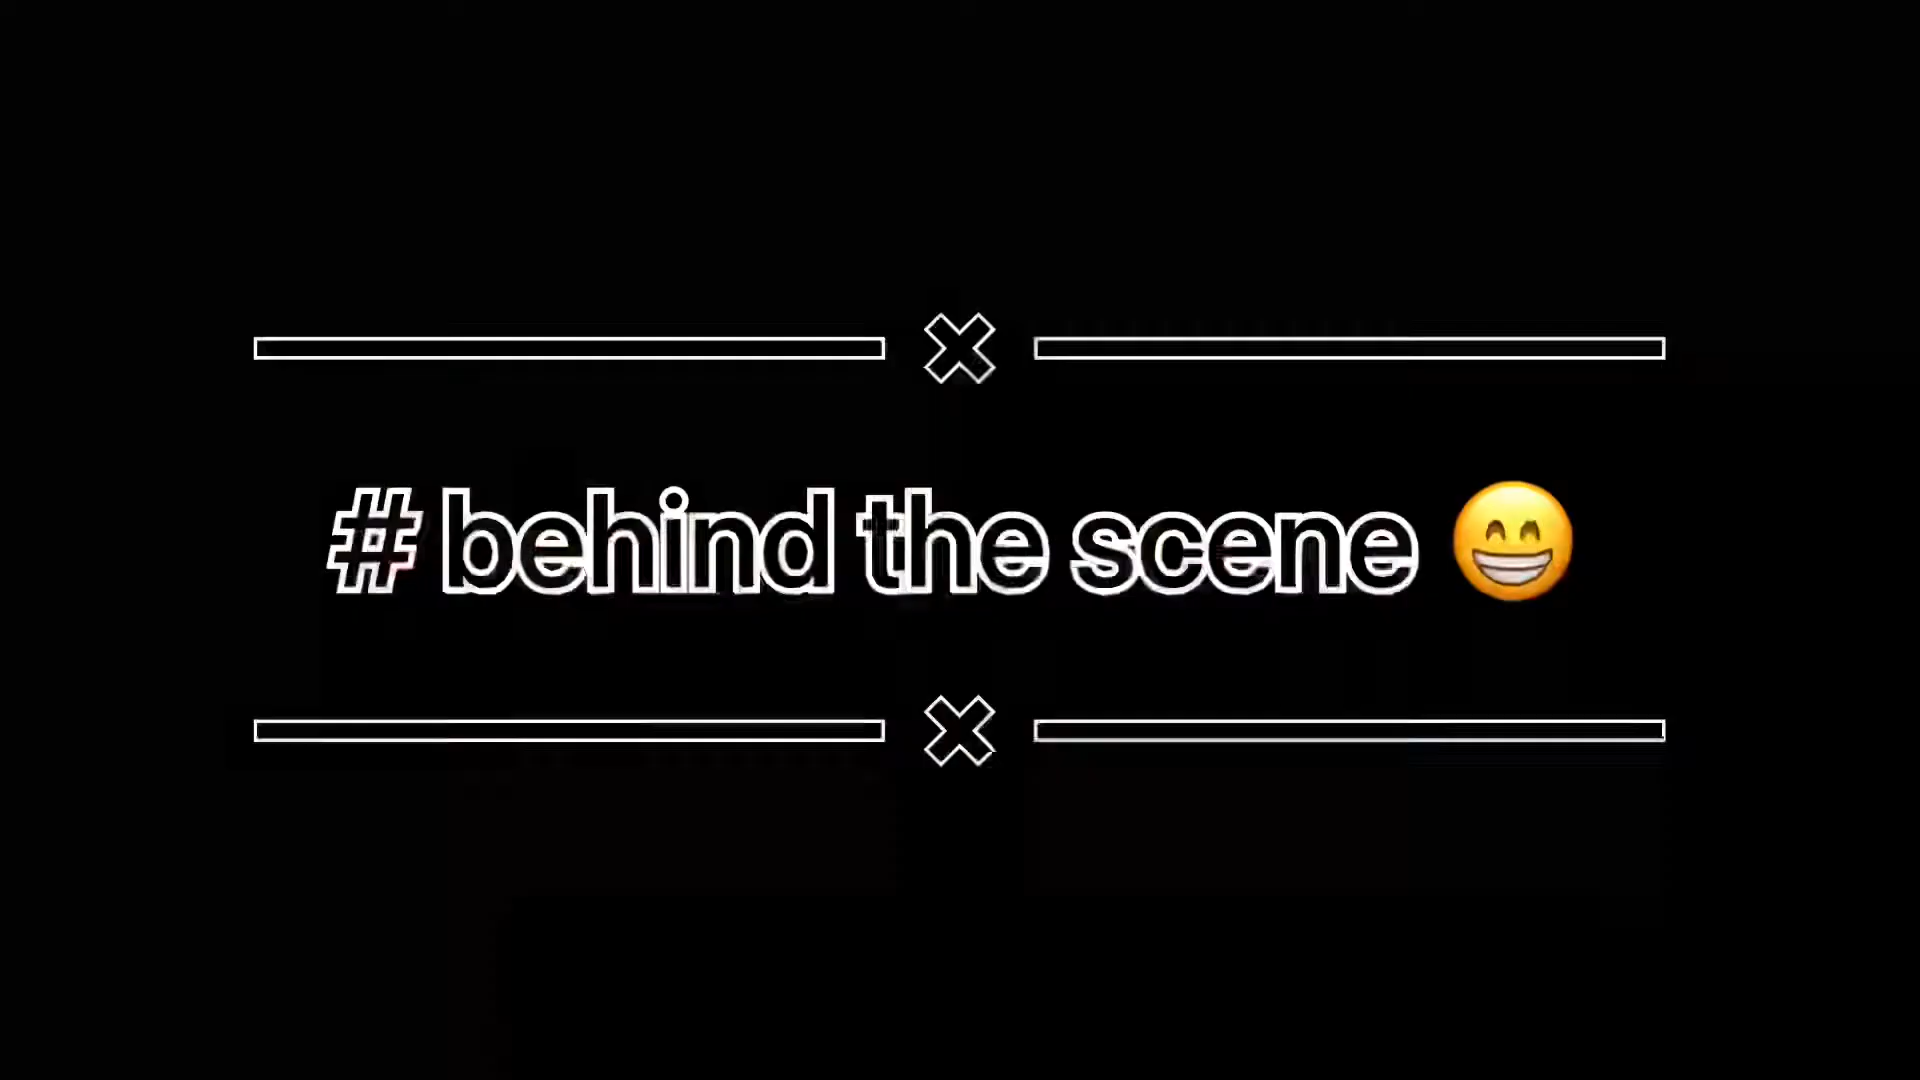 # behind the scene 😁